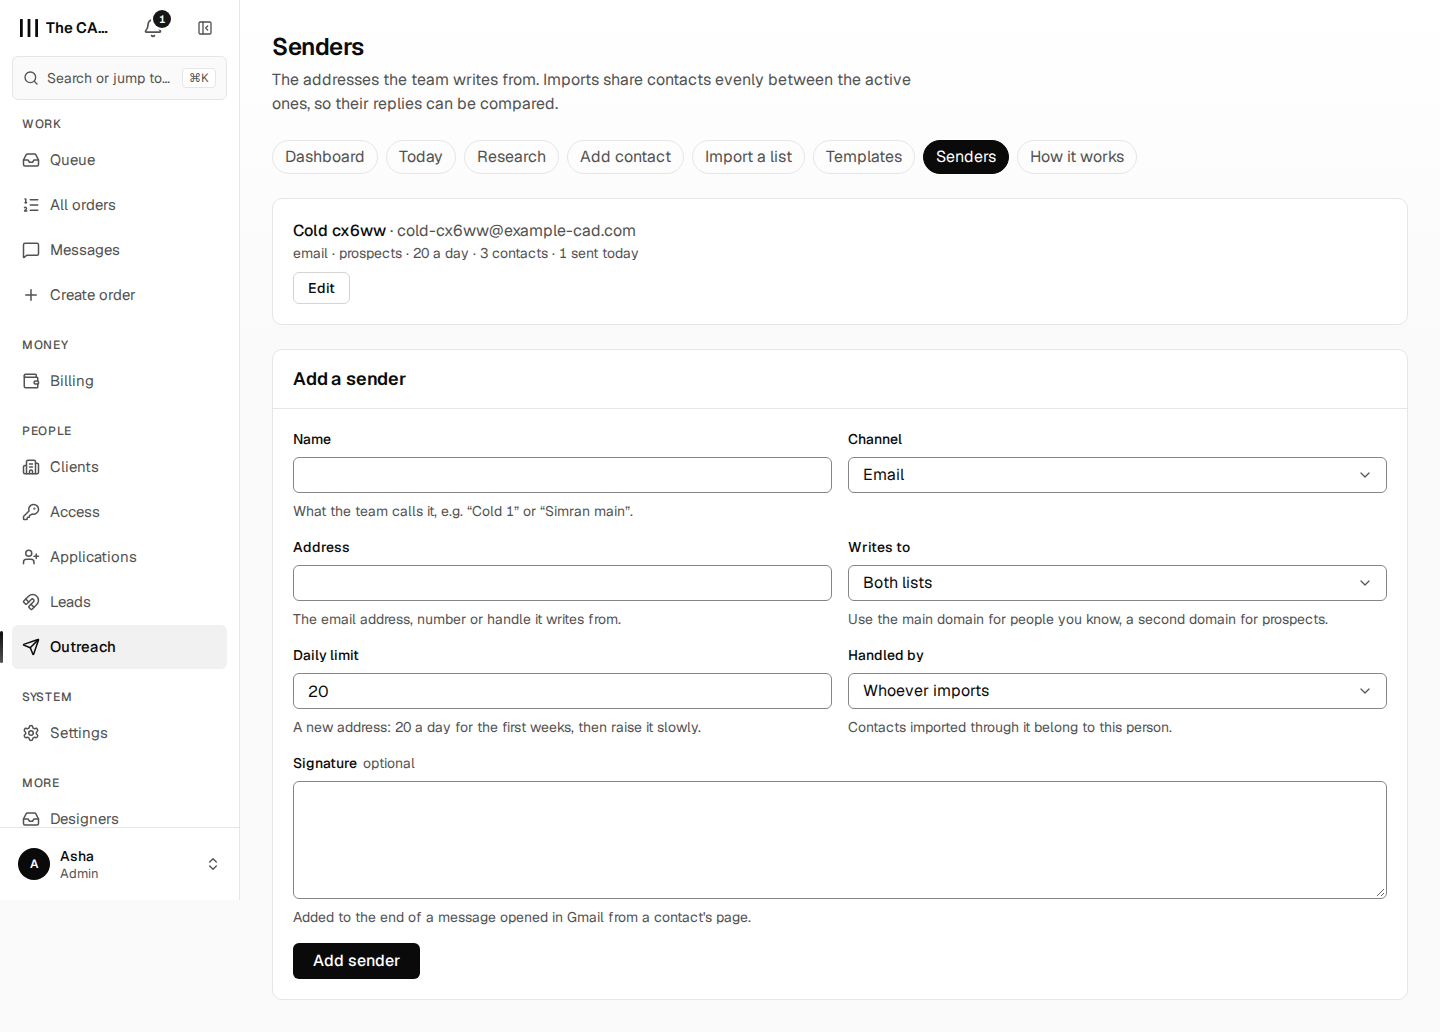 The CA...
1
Search or jump to...
⌘K
WORK
Queue
All orders
Messages
Create order
MONEY
Billing
PEOPLE
Clients
Access
Applications
Leads
Outreach
SYSTEM
Settings
MORE
Designers
A
Asha
Admin
Senders
The addresses the team writes from. Imports share contacts evenly between the active
ones, so their replies can be compared.
Dashboard
Today
Research
Add contact
Import a list
Templates
Senders
How it works
Cold cx6ww · cold-cx6ww@example-cad.com
email · prospects · 20 a day · 3 contacts · 1 sent today
Edit
Add a sender
Name
Channel
Email
What the team calls it, e.g. “Cold 1” or “Simran main”.
Address
Writes to
Both lists
The email address, number or handle it writes from.
Use the main domain for people you know, a second domain for prospects.
Daily limit
Handled by
20
Whoever imports
A new address: 20 a day for the first weeks, then raise it slowly.
Contacts imported through it belong to this person.
Signature optional
Added to the end of a message opened in Gmail from a contact's page.
Add sender